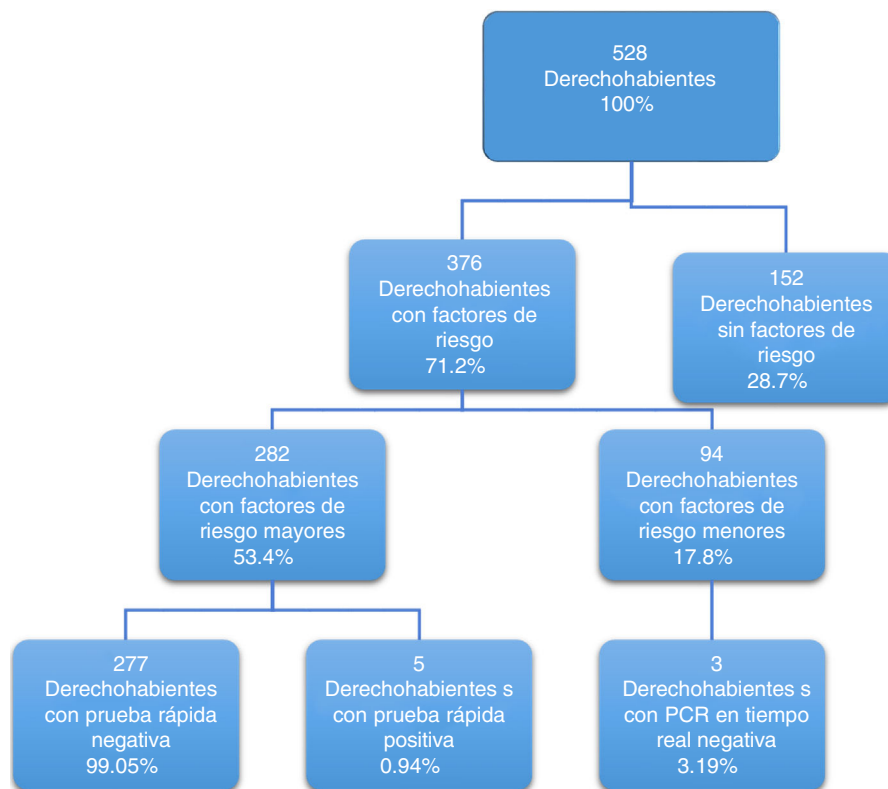 528
Derechohabientes
100%
376
Derechohabientes
con factores de
riesgo
71.2%
152
Derechohabientes
sin factores de
riesgo
28.7%
282
Derechohabientes
con factores de
riesgo mayores
53.4%
94
Derechohabientes
con factores de
riesgo menores
17.8%
277
Derechohabientes
con prueba rápida
negativa
99.05%
5
Derechohabientes s
con prueba rápida
positiva
0.94%
3
Derechohabientes s
con PCR en tiempo
real negativa
3.19%